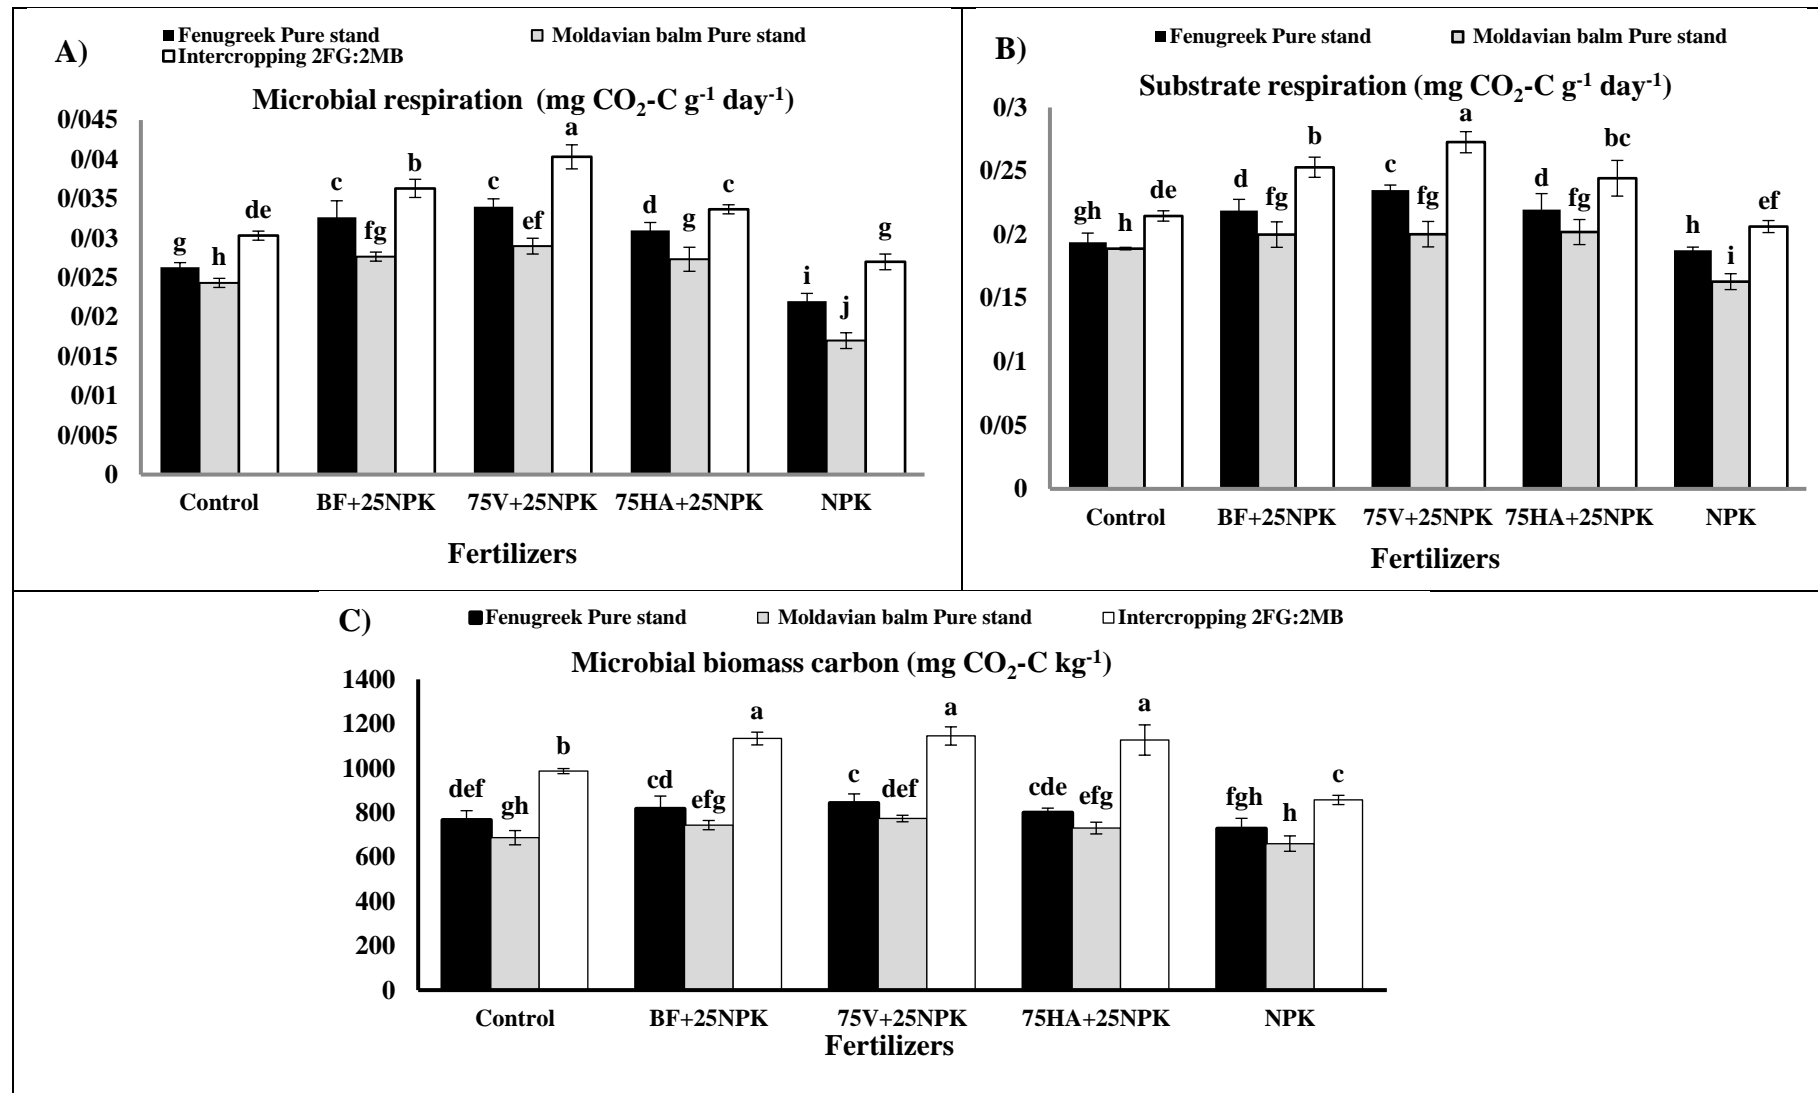 A)
Fenugreek Pure stand Moldavian balm Pure stand
Intercropping 2FG:2MB
Microbial respiration (mg CO₂-C g⁻¹ day⁻¹)
0/045
0/04
0/035
0/03
0/025
0/02
0/015
0/01
0/005
0
g h de c fg b c ef a d g c i j g
Control BF+25NPK 75V+25NPK 75HA+25NPK NPK
Fertilizers
B)
Fenugreek Pure stand Moldavian balm Pure stand
Substrate respiration (mg CO₂-C g⁻¹ day⁻¹)
0/3
0/25
0/2
0/15
0/1
0/05
0
gh h de d fg b c fg a d fg bc h i ef
Control BF+25NPK 75V+25NPK 75HA+25NPK NPK
Fertilizers
C)
Fenugreek Pure stand Moldavian balm Pure stand Intercropping 2FG:2MB
Microbial biomass carbon (mg CO₂-C kg⁻¹)
1400
1200
1000
800
600
400
200
0
def gh b cd efg a c def a cde efg a fgh h c
Control BF+25NPK 75V+25NPK 75HA+25NPK NPK
Fertilizers